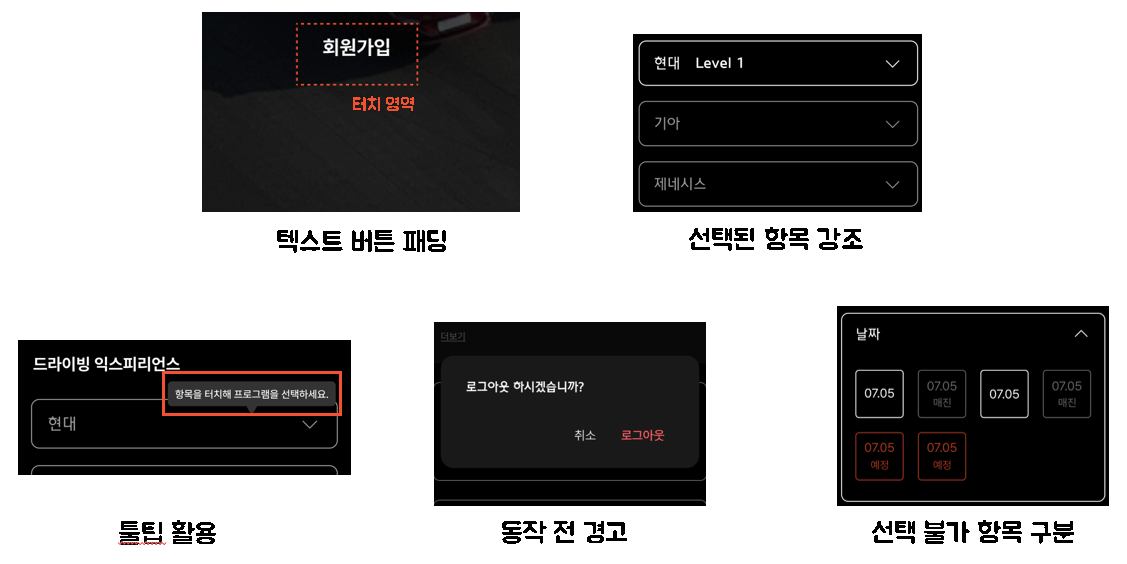 회원가입
터치 영역
텍스트 버튼 패딩
현대 Level 1
기아
제네시스
선택된 항목 강조
드라이빙 익스피리언스
항목을 터치해 프로그램을 선택하세요.
현대
툴팁 활용
더보기
로그아웃 하시겠습니까?
취소 로그아웃
동작 전 경고
날짜
07.05 07.05 매진 07.05 07.05 매진
07.05 예정 07.05 예정
선택 불가 항목 구분